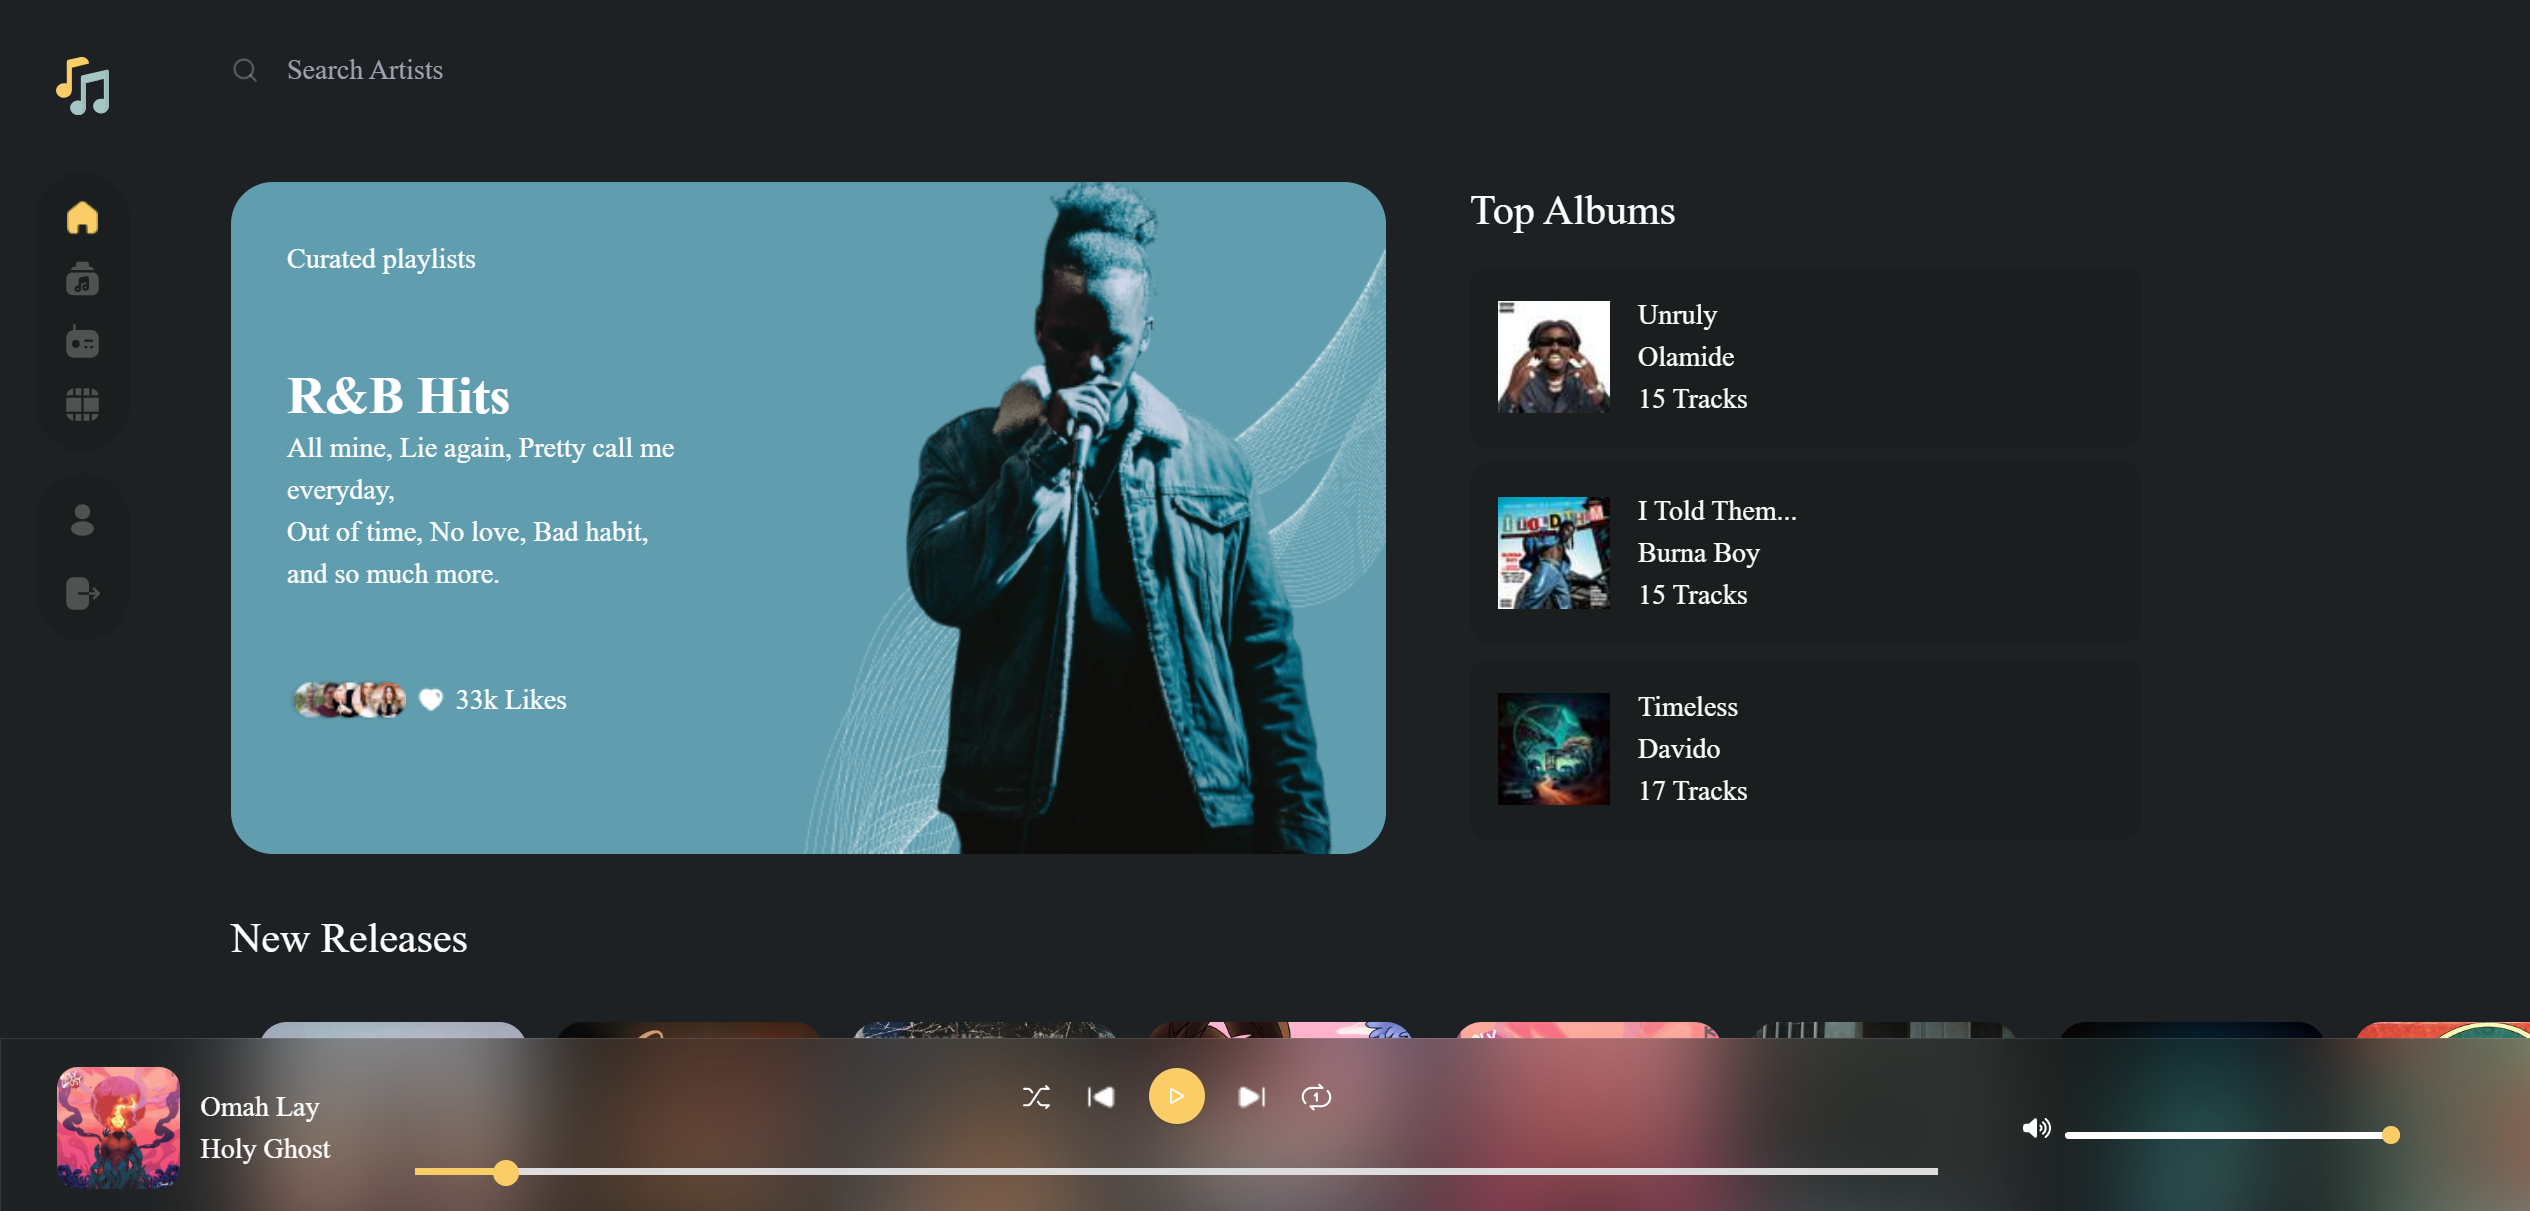 Search Artists
Curated playlists
R&B Hits
All mine, Lie again, Pretty call me
everyday,
Out of time, No love, Bad habit,
and so much more.
33k Likes
Top Albums
Unruly
Olamide
15 Tracks
I Told Them...
Burna Boy
15 Tracks
Timeless
Davido
17 Tracks
New Releases
Omah Lay
Holy Ghost
1